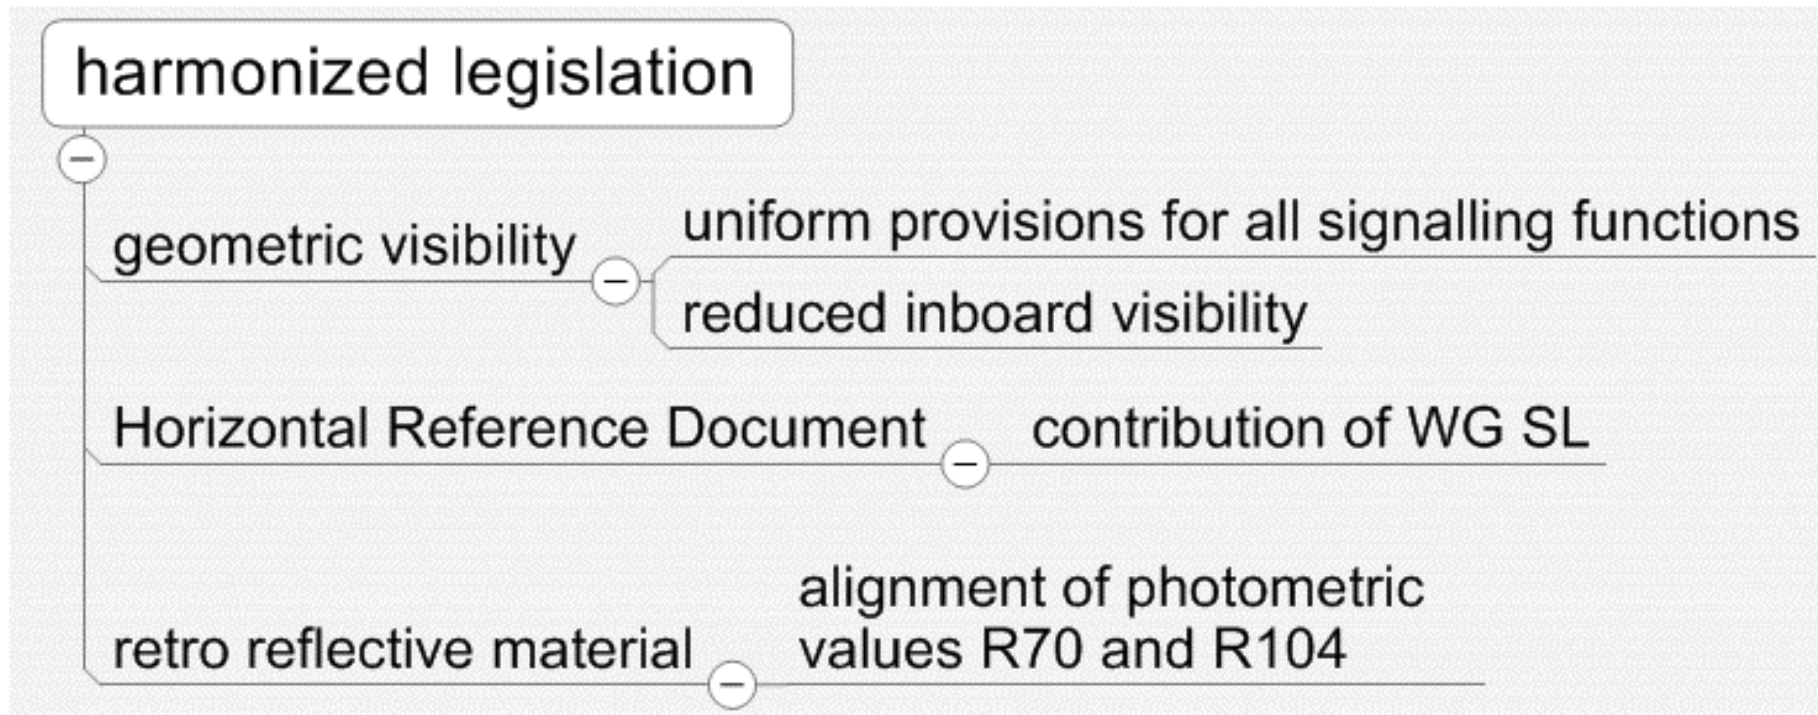 harmonized legislation
geometric visibility
uniform provisions for all signalling functions
reduced inboard visibility
Horizontal Reference Document
contribution of WG SL
retro reflective material
alignment of photometric
values R70 and R104